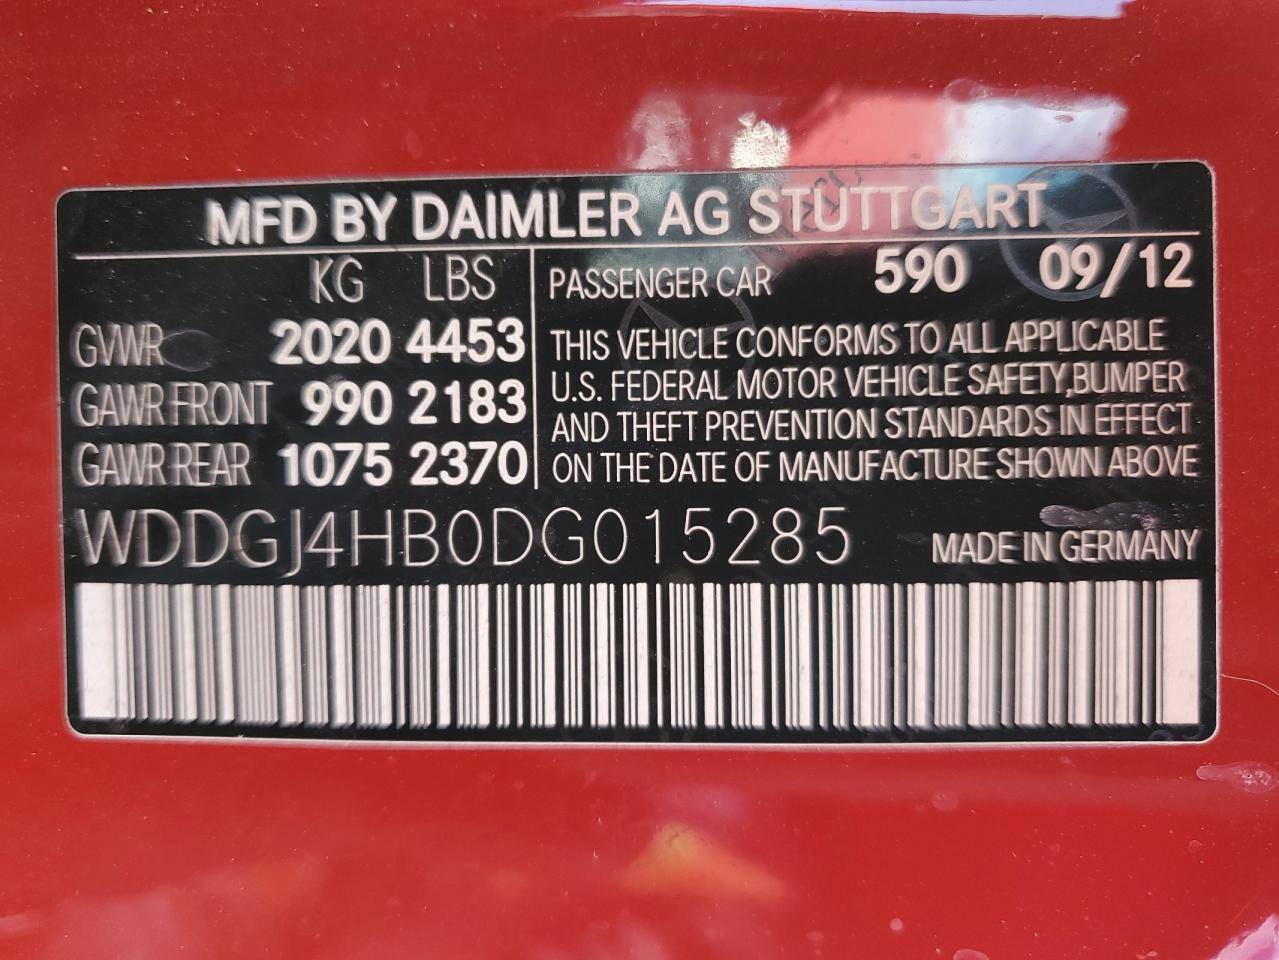 MFD BY DAIMLER AG STUTTGART
KG LBS
GVWR 2020 4453
GAWR FRONT 990 2183
GAWR REAR 1075 2370
PASSENGER CAR 590 09/12
THIS VEHICLE CONFORMS TO ALL APPLICABLE
U.S. FEDERAL MOTOR VEHICLE SAFETY,BUMPER
AND THEFT PREVENTION STANDARDS IN EFFECT
ON THE DATE OF MANUFACTURE SHOWN ABOVE
WDDGJ4HB0DG015285 MADE IN GERMANY